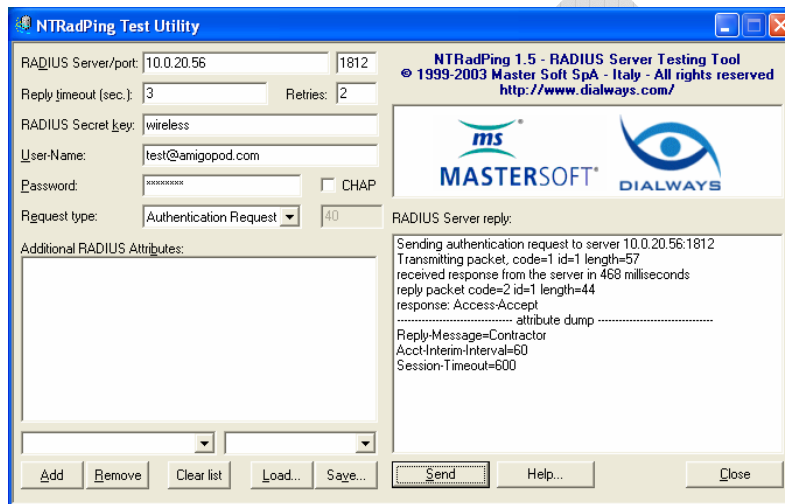 NTRadPing Test Utility
RADIUS Server/port: 10.0.20.56 1812
Reply timeout (sec.): 3 Retries: 2
RADIUS Secret key: wireless
User-Name: test@amigopod.com
Password: xxxxxxxx CHAP
Request type: Authentication Request 40
Additional RADIUS Attributes:
Add Remove Clear list Load... Save...
NTRadPing 1.5 - RADIUS Server Testing Tool
© 1999-2003 Master Soft SpA - Italy - All rights reserved
http://www.dialways.com/
ms
MASTERSOFT® DIALWAYS
RADIUS Server reply:
Sending authentication request to server 10.0.20.56:1812
Transmitting packet, code=1 id=1 length=57
received response from the server in 468 milliseconds
reply packet code=2 id=1 length=44
response: Access-Accept
-------------------------------- attribute dump --------------------------------
Reply-Message=Contractor
Acct-Interim-Interval=60
Session-Timeout=600
Send Help... Close